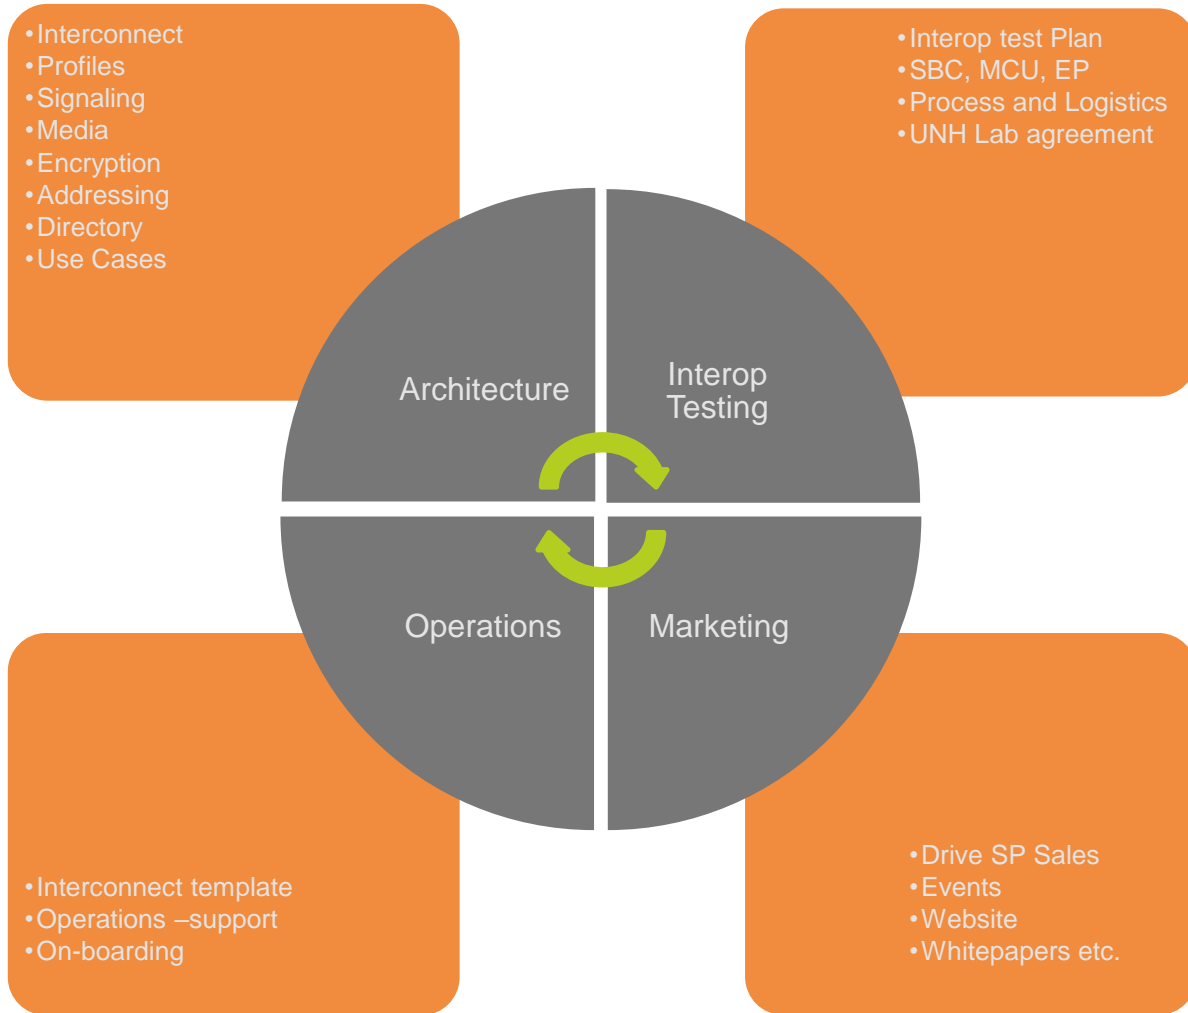 •Interconnect
•Profiles
•Signaling
•Media
•Encryption
•Addressing
•Directory
•Use Cases
•Interop test Plan
•SBC, MCU, EP
•Process and Logistics
•UNH Lab agreement
Architecture
Interop
Testing
Operations
Marketing
•Interconnect template
•Operations –support
•On-boarding
•Drive SP Sales
•Events
•Website
•Whitepapers etc.